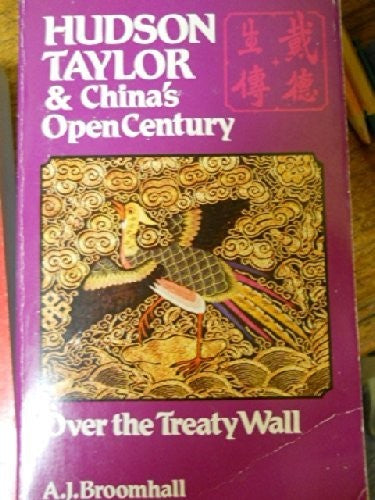 HUDSON
TAYLOR
& China's
Open Century
戴德
生傳
Over the Treaty Wall
A.J. Broomhall